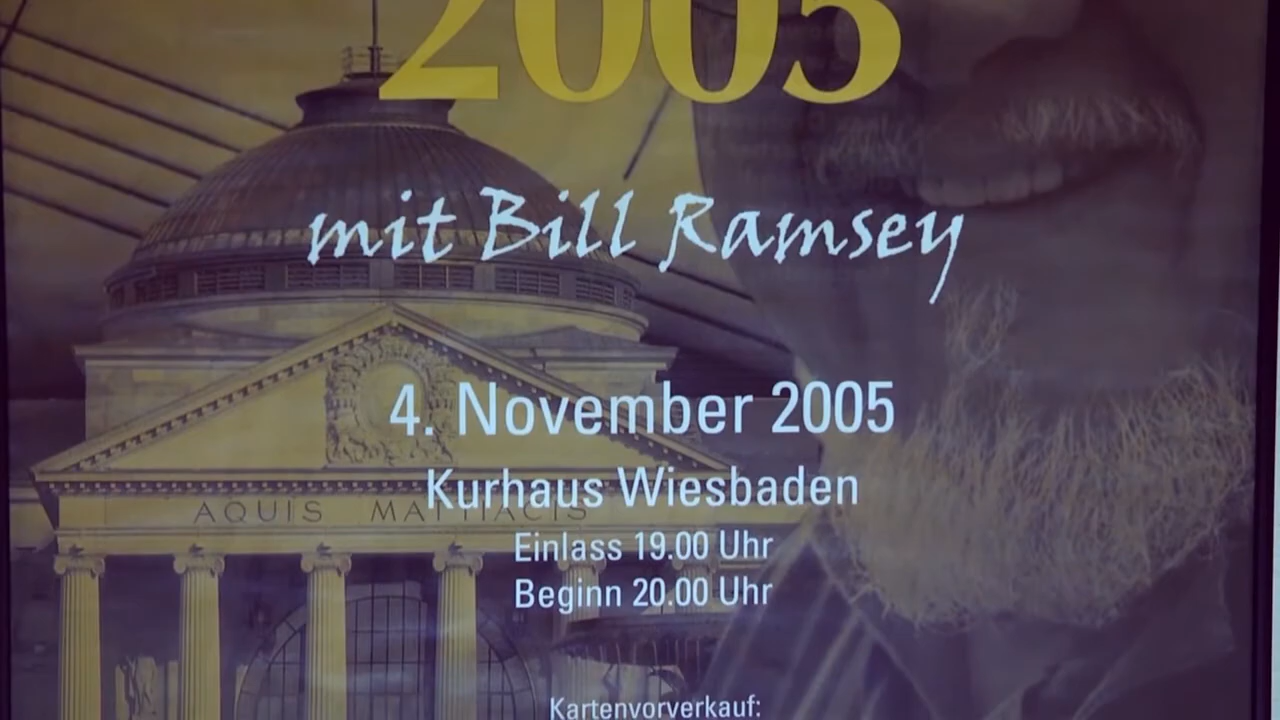 2005
mit Bill Ramsey
4. November 2005
Kurhaus Wiesbaden
AQUIS MATTIACIS
Einlass 19.00 Uhr
Beginn 20.00 Uhr
Kartenvorverkauf: